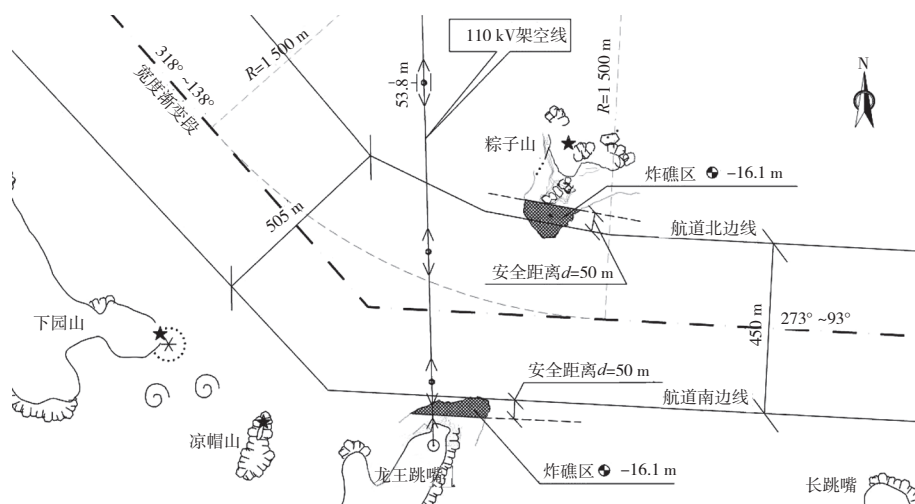 110 kV架空线
318° ~138°
宽度渐变段
R=1 500 m
53.8 m
R=1 500 m
N
粽子山
炸礁区 -16.1 m
505 m
航道北边线
安全距离d=50 m
下园山
450 m
273° ~93°
安全距离d=50 m
航道南边线
凉帽山
龙王跳嘴
炸礁区 -16.1 m
长跳嘴